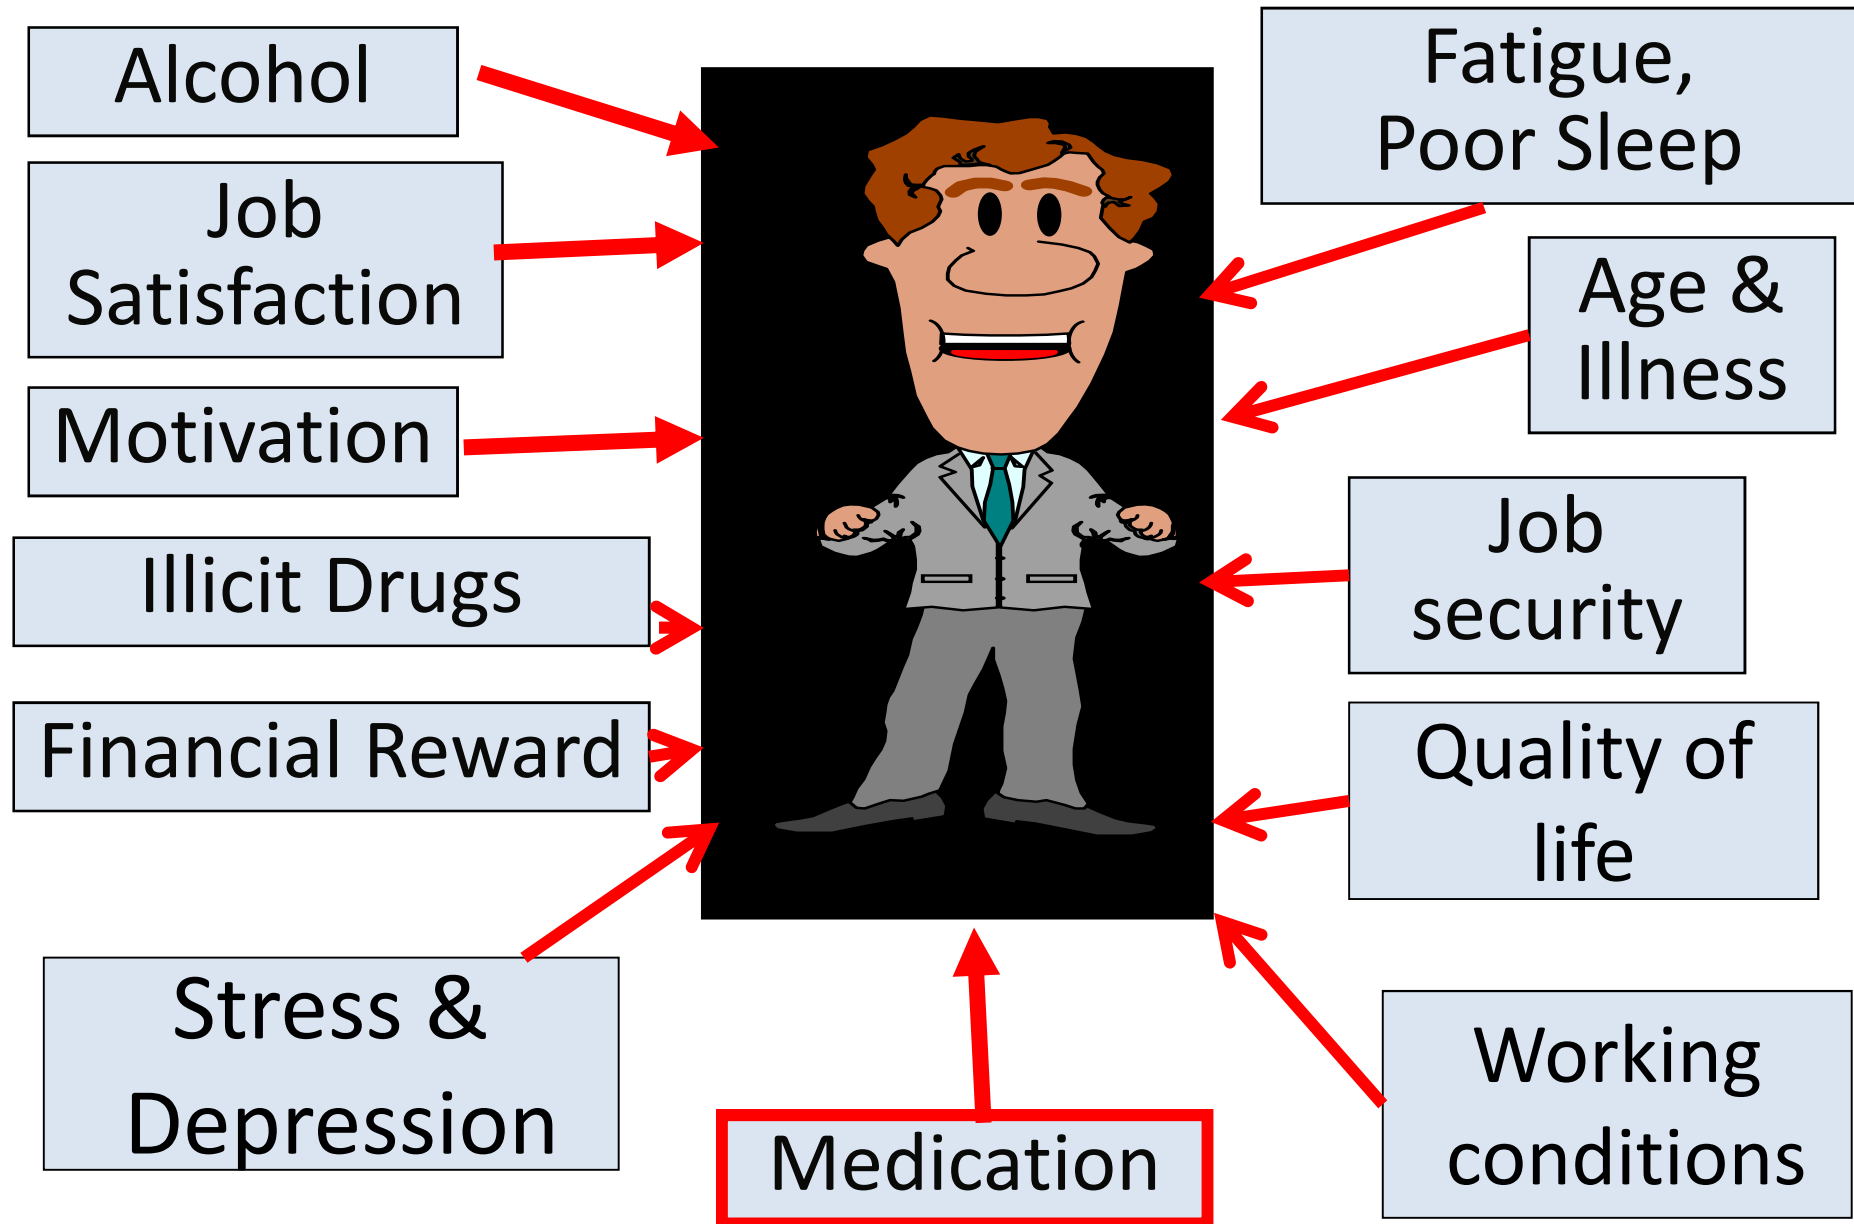 Alcohol
Job
Satisfaction
Motivation
Illicit Drugs
Financial Reward
Stress &
Depression
Medication
Fatigue,
Poor Sleep
Age &
Illness
Job
security
Quality of
life
Working
conditions